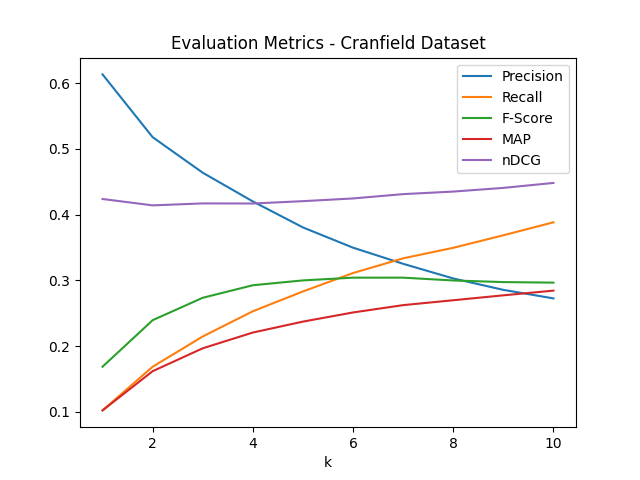 Evaluation Metrics - Cranfield Dataset
0.6
0.5
0.4
0.3
0.2
0.1
Precision
Recall
F-Score
MAP
nDCG
2
4
6
8
10
k